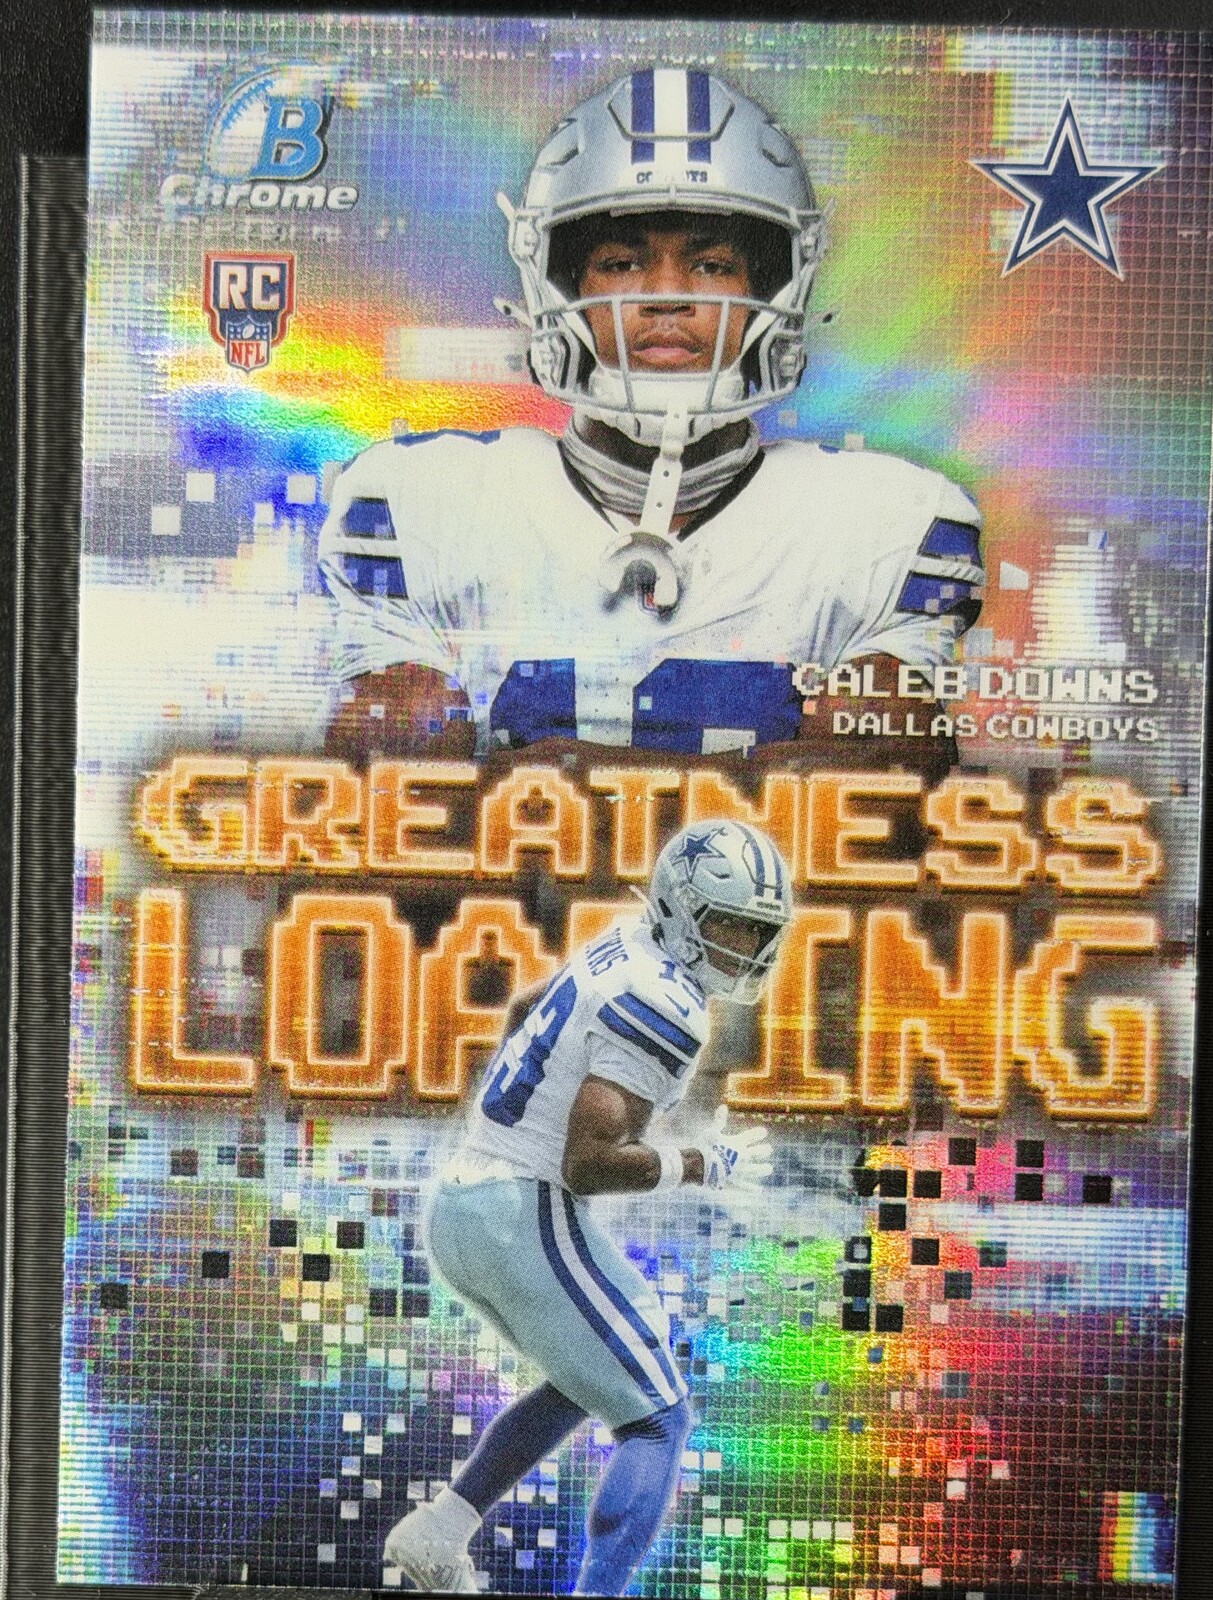 B
Chrome
RC
NFL
CALEB DOWNS
DALLAS COWBOYS
GREATNESS
LOADING